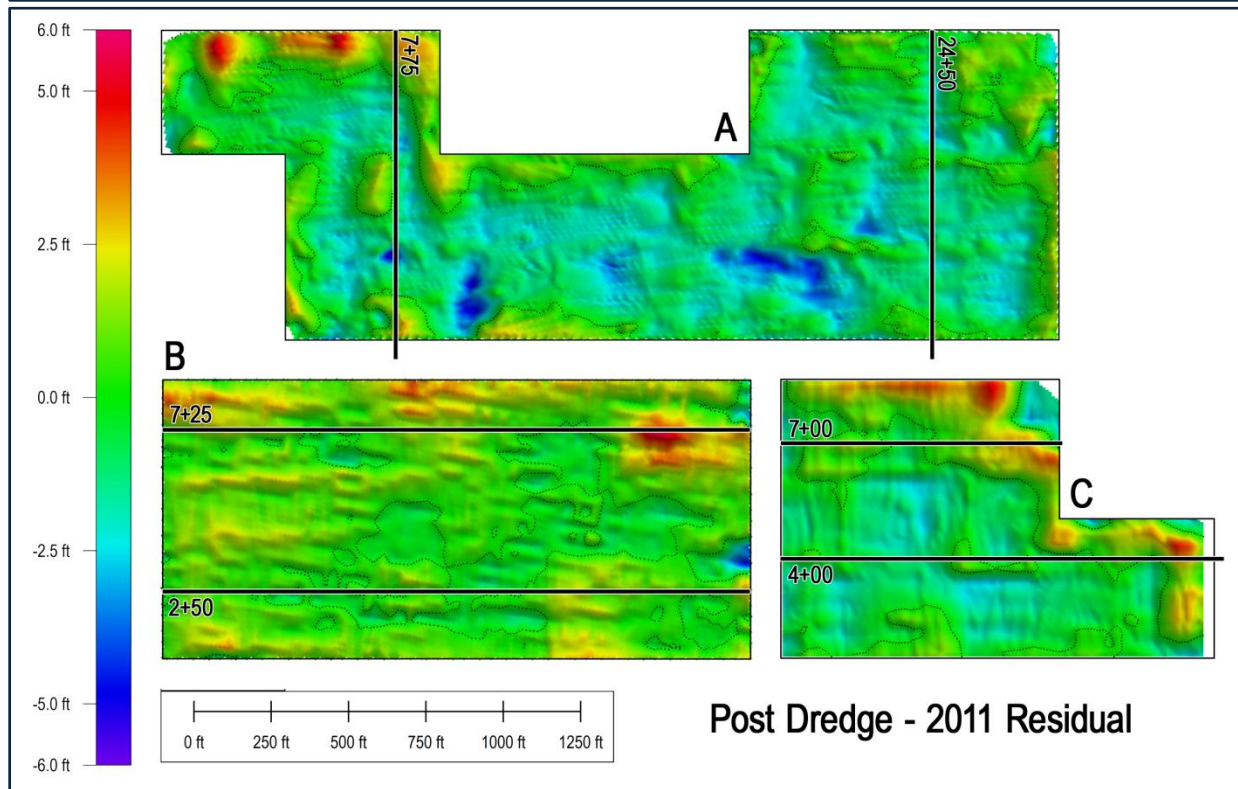 6.0 ft
5.0 ft
2.5 ft
0.0 ft
-2.5 ft
-5.0 ft
-6.0 ft
7+75
A
24+50
B
7+25
2+50
7+00
C
4+00
0 ft 250 ft 500 ft 750 ft 1000 ft 1250 ft
Post Dredge - 2011 Residual